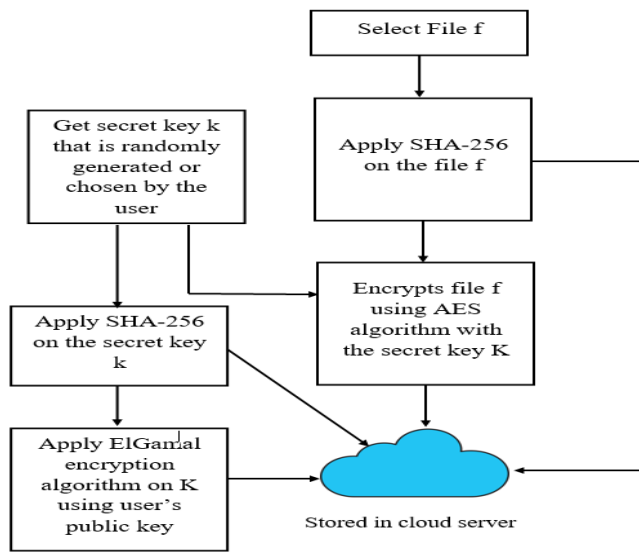 Select File f
Get secret key k
that is randomly
generated or
chosen by the
user
Apply SHA-256
on the file f
Encrypts file f
using AES
algorithm with
the secret key K
Apply SHA-256
on the secret key
k
Apply ElGamal
encryption
algorithm on K
using user's
public key
Stored in cloud server